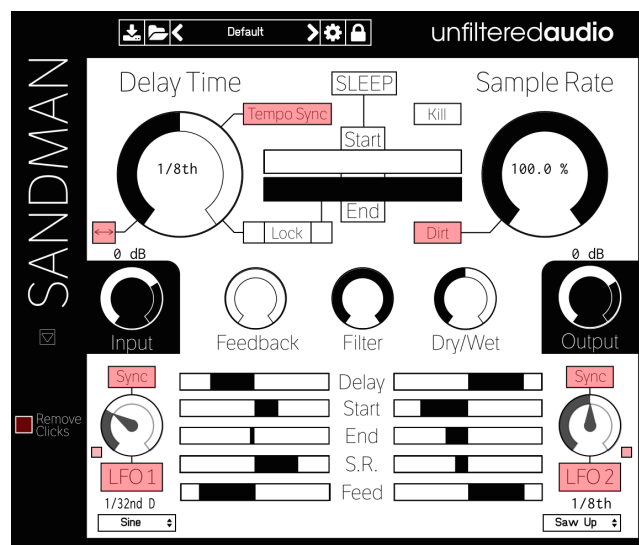 Default
unfilteredaudio
SANDMAN
Delay Time
SLEEP
Sample Rate
Tempo Sync
Kill
Start
1/8th
100.0 %
End
Lock
Dirt
0 dB
0 dB
Input
Feedback
Filter
Dry/Wet
Output
Sync
Delay
Sync
Start
Remove
Clicks
End
S.R.
LFO 1
LFO 2
Feed
1/32nd D
1/8th
Sine
Saw Up